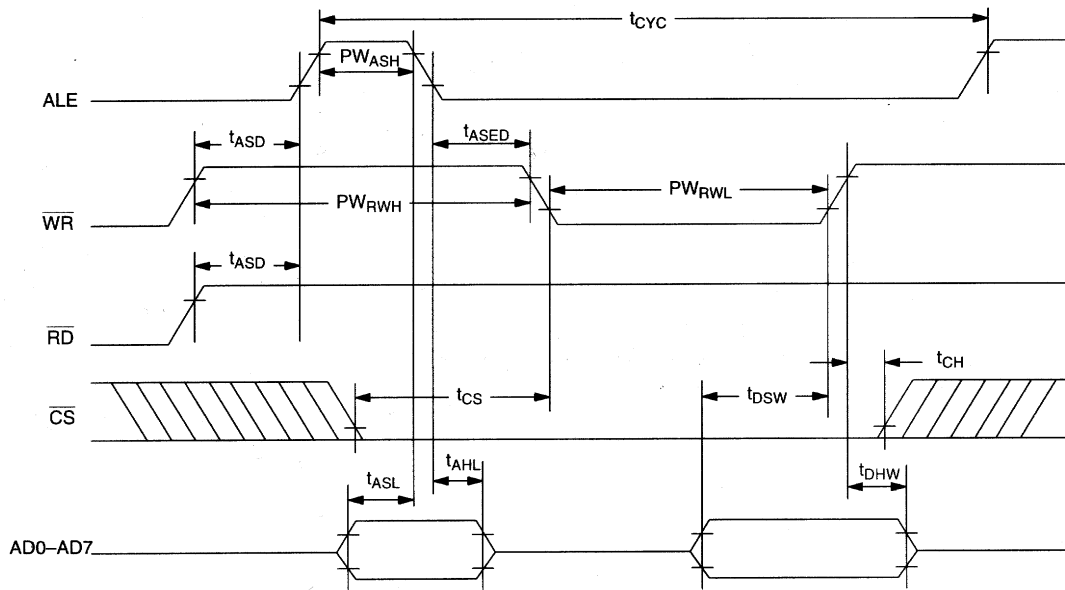 tCYC
PWASH
ALE
tASD
tASED
WR
PWRWH
PWRWL
tASD
RD
tCH
CS
tCS
tDSW
tASL
tAHL
tDHW
AD0–AD7